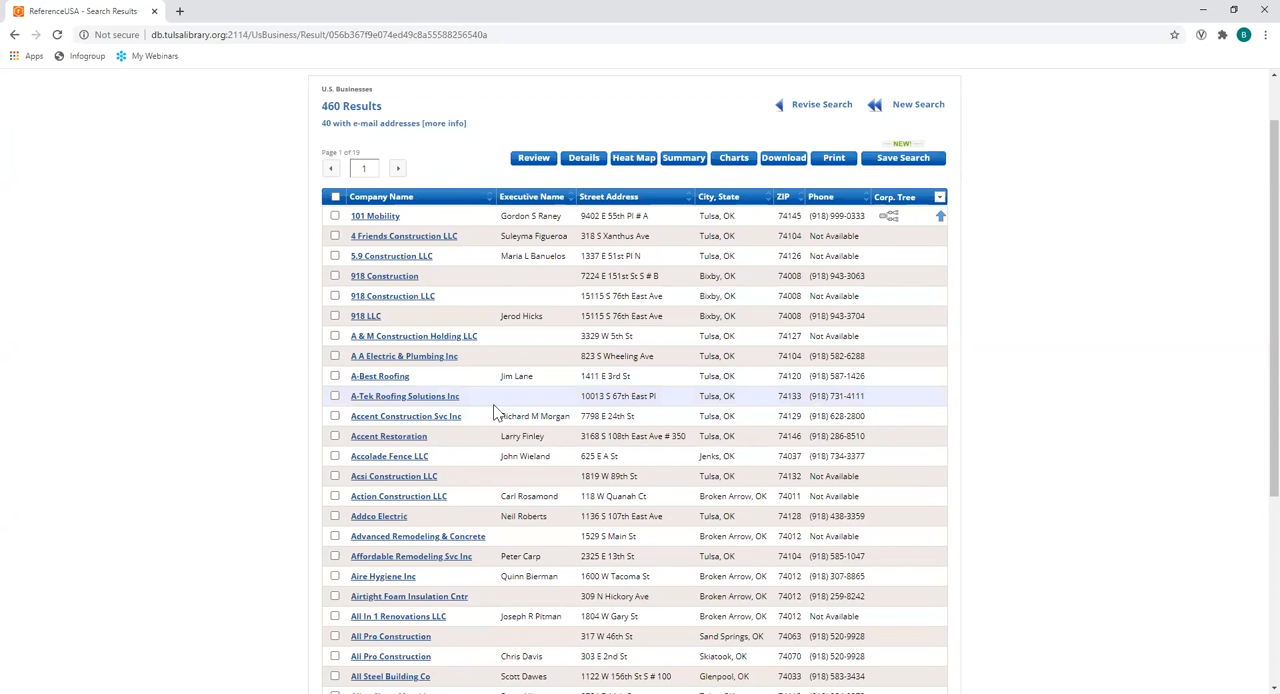 ReferenceUSA - Search Results
Not secure db.tulsalibrary.org:2114/UsBusiness/Result/056b367f9e074ed49c8a55588256540a
B
Apps Infogroup My Webinars
U.S. Businesses
460 Results
Revise Search New Search
40 with e-mail addresses [more info]
NEW!
Page 1 of 19
1
Review Details Heat Map Summary Charts Download Print Save Search
Company Name Executive Name Street Address City, State ZIP Phone Corp. Tree
101 Mobility Gordon S Raney 9402 E 55th Pl # A Tulsa, OK 74145 (918) 999-0333
4 Friends Construction LLC Suleyma Figueroa 318 S Xanthus Ave Tulsa, OK 74104 Not Available
5.9 Construction LLC Maria L Banuelos 1337 E 51st Pl N Tulsa, OK 74126 Not Available
918 Construction 7224 E 151st St S # B Bixby, OK 74008 (918) 943-3063
918 Construction LLC 15115 S 76th East Ave Bixby, OK 74008 Not Available
918 LLC Jerod Hicks 15115 S 76th East Ave Bixby, OK 74008 (918) 943-3704
A & M Construction Holding LLC 3329 W 5th St Tulsa, OK 74127 Not Available
A A Electric & Plumbing Inc 823 S Wheeling Ave Tulsa, OK 74104 (918) 582-6288
A-Best Roofing Jim Lane 1411 E 3rd St Tulsa, OK 74120 (918) 587-1426
A-Tek Roofing Solutions Inc 10013 S 67th East Pl Tulsa, OK 74133 (918) 731-4111
Accent Construction Svc Inc Richard M Morgan 7798 E 24th St Tulsa, OK 74129 (918) 628-2800
Accent Restoration Larry Finley 3168 S 108th East Ave # 350 Tulsa, OK 74146 (918) 286-8510
Accolade Fence LLC John Wieland 625 E A St Jenks, OK 74037 (918) 734-3377
Acsi Construction LLC 1819 W 89th St Tulsa, OK 74132 Not Available
Action Construction LLC Carl Rosamond 118 W Quanah Ct Broken Arrow, OK 74011 Not Available
Addco Electric Neil Roberts 1136 S 107th East Ave Tulsa, OK 74128 (918) 438-3359
Advanced Remodeling & Concrete 1529 S Main St Broken Arrow, OK 74012 Not Available
Affordable Remodeling Svc Inc Peter Carp 2325 E 13th St Tulsa, OK 74104 (918) 585-1047
Aire Hygiene Inc Quinn Bierman 1600 W Tacoma St Broken Arrow, OK 74012 (918) 307-8865
Airtight Foam Insulation Cntr 309 N Hickory Ave Broken Arrow, OK 74012 (918) 259-8242
All In 1 Renovations LLC Joseph R Pitman 1804 W Gary St Broken Arrow, OK 74012 Not Available
All Pro Construction 317 W 46th St Sand Springs, OK 74063 (918) 520-9928
All Pro Construction Chris Davis 303 E 2nd St Skiatook, OK 74070 (918) 520-9928
All Steel Building Co Scott Dawes 1122 W 156th St S # 100 Glenpool, OK 74033 (918) 583-3434